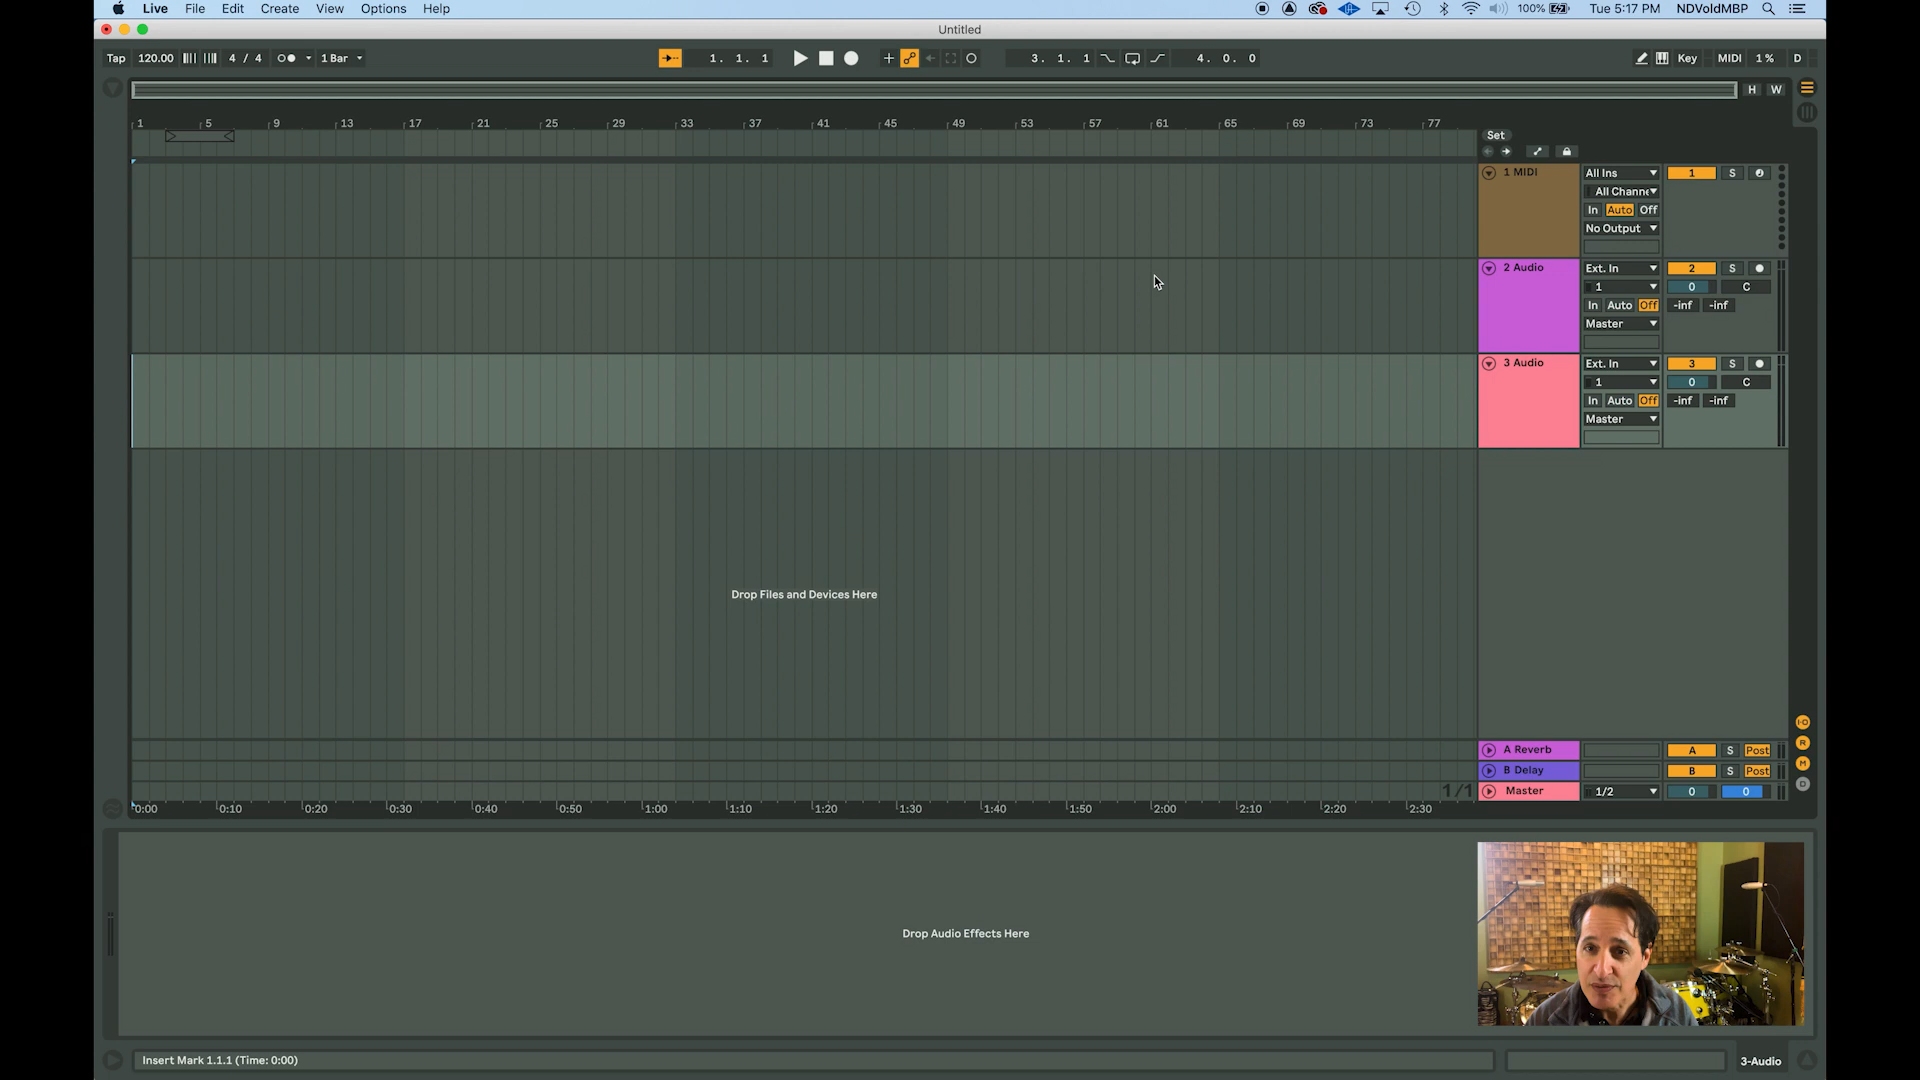 Live File Edit Create View Options Help 100% Tue 5:17 PM NDVoldMBP
Untitled
Tap 120.00 4 / 4 1 Bar 1. 1. 1 3. 1. 1 4. 0. 0 Key MIDI 1 % D
H W
1 5 9 13 17 21 25 29 33 37 41 45 49 53 57 61 65 69 73 77
Set
1 MIDI All Ins 1 S
All Channe
In Auto Off
No Output
2 Audio Ext. In 2 S
1 0 C
In Auto Off -inf -inf
Master
3 Audio Ext. In 3 S
1 0 C
In Auto Off -inf -inf
Master
Drop Files and Devices Here
I·O
R
M
D
A Reverb A S Post
B Delay B S Post
Master 1/2 0 0
1/1
0:00 0:10 0:20 0:30 0:40 0:50 1:00 1:10 1:20 1:30 1:40 1:50 2:00 2:10 2:20 2:30
Drop Audio Effects Here
Insert Mark 1.1.1 (Time: 0:00) 3-Audio